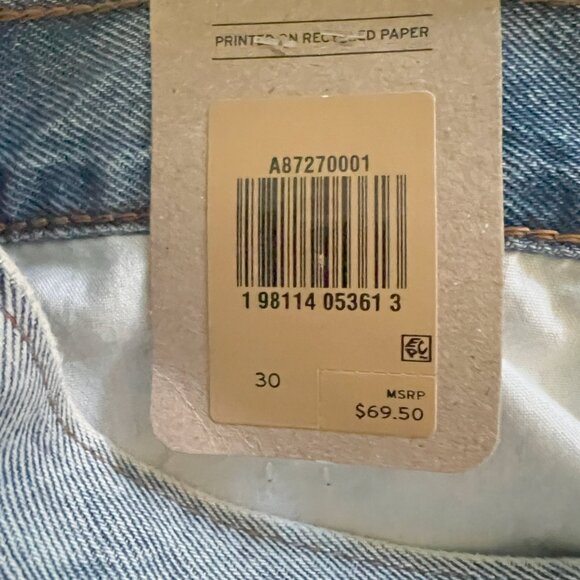 PRINTED ON RECYCLED PAPER
A87270001
1 98114 05361 3
30
MSRP
$69.50